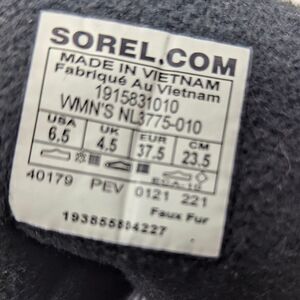 SOREL.COM
MADE IN VIETNAM
Fabriqué Au Vietnam
1915831010
WMN'S NL3775-010
USA UK EUR CM
6.5 4.5 37.5 23.5
40179 PEV 0121 221
Faux Fur